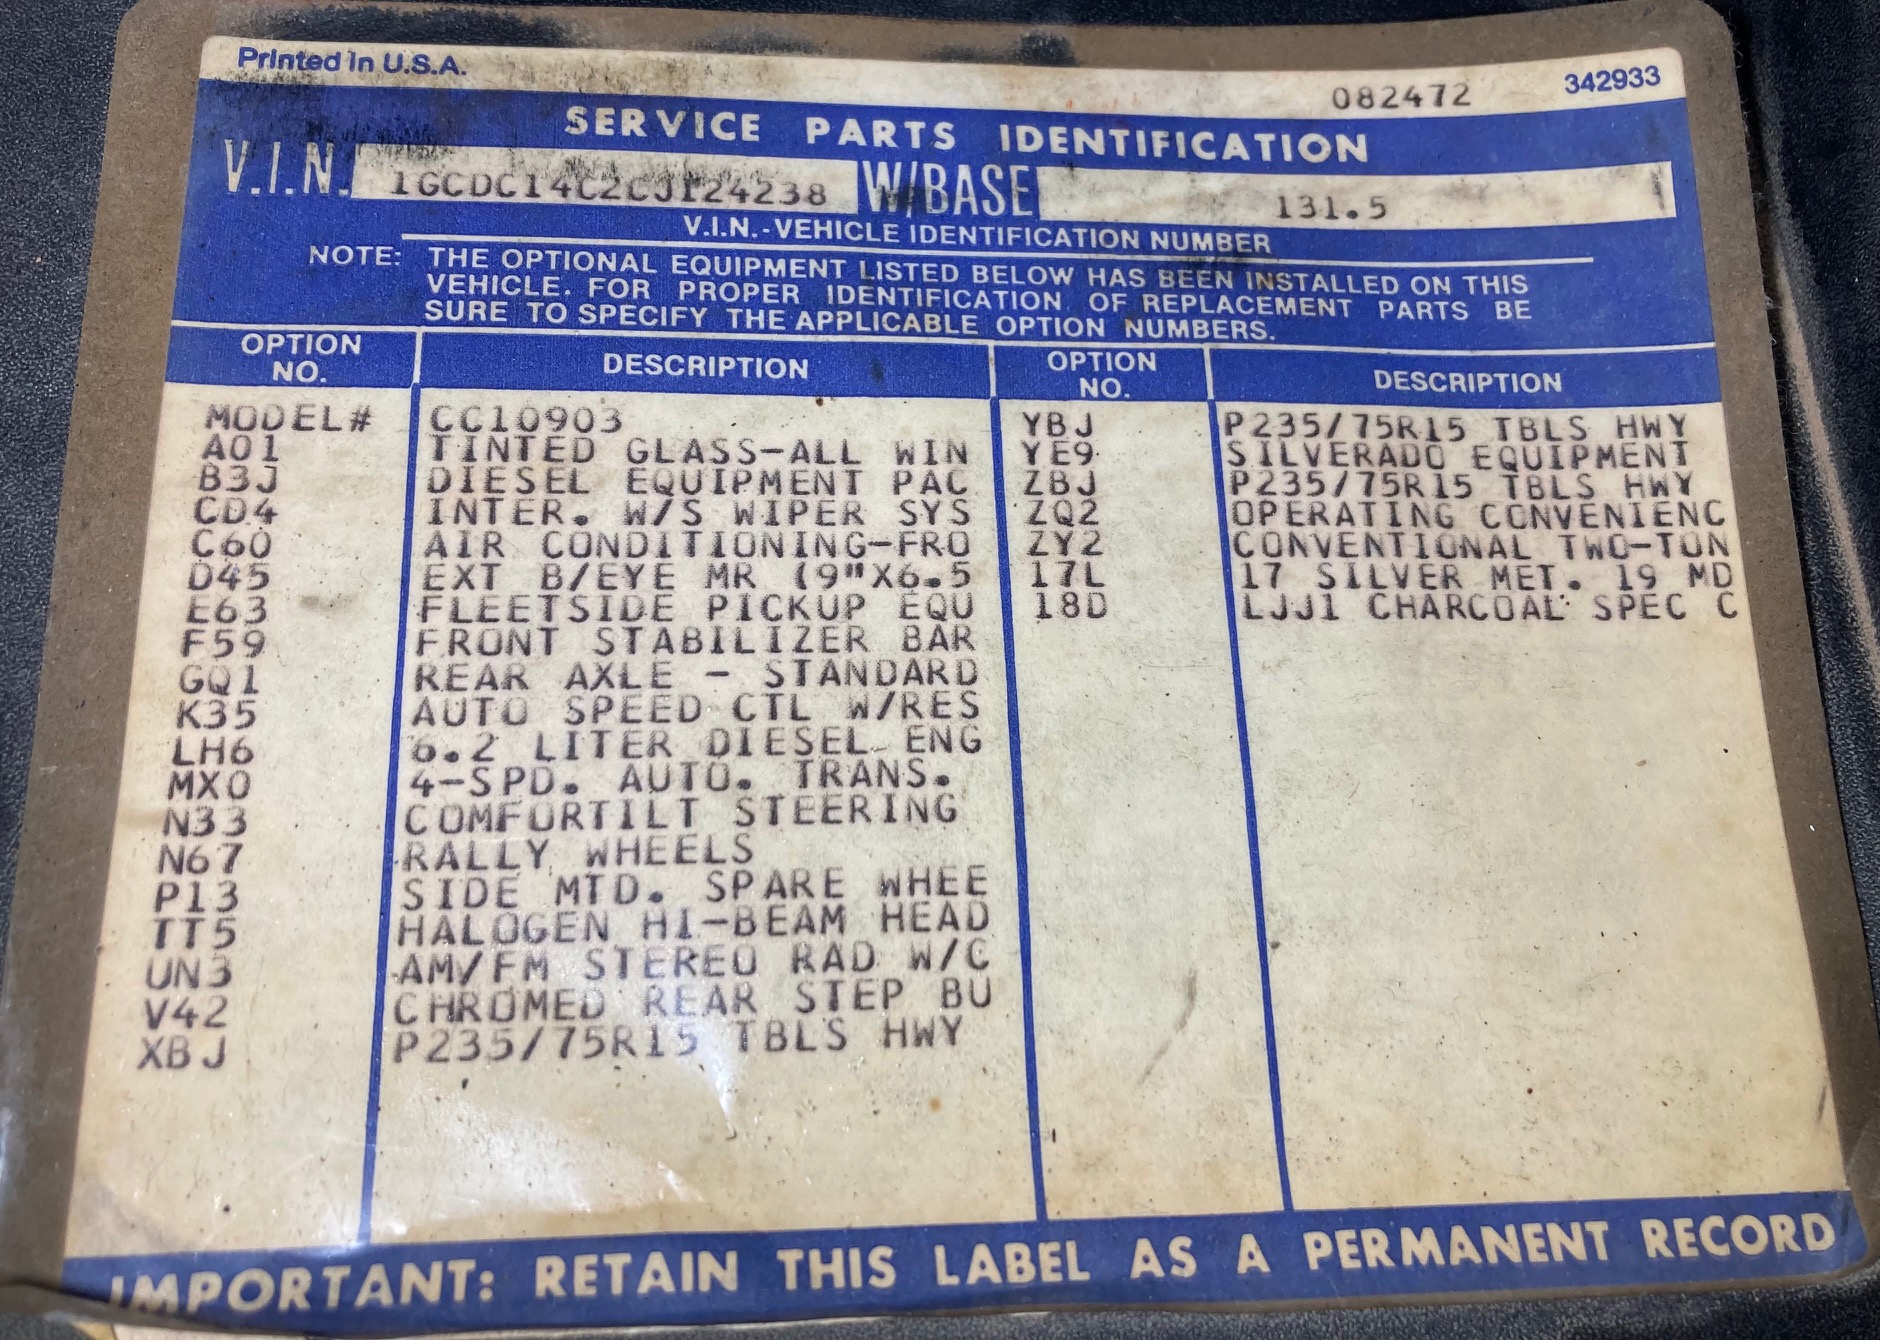 Printed in U.S.A.
082472 342933
SERVICE PARTS IDENTIFICATION
V.I.N. 1GCDC14C2CJ124238 W/BASE 131.5
V.I.N.-VEHICLE IDENTIFICATION NUMBER
NOTE: THE OPTIONAL EQUIPMENT LISTED BELOW HAS BEEN INSTALLED ON THIS
VEHICLE. FOR PROPER IDENTIFICATION OF REPLACEMENT PARTS BE
SURE TO SPECIFY THE APPLICABLE OPTION NUMBERS.
OPTION NO. DESCRIPTION OPTION NO. DESCRIPTION
MODEL# CC10903
A01 TINTED GLASS-ALL WIN
B3J DIESEL EQUIPMENT PAC
CD4 INTER. W/S WIPER SYS
C60 AIR CONDITIONING-FRO
D45 EXT B/EYE MR (9"X6.5
E63 FLEETSIDE PICKUP EQU
F59 FRONT STABILIZER BAR
GQ1 REAR AXLE - STANDARD
K35 AUTO SPEED CTL W/RES
LH6 6.2 LITER DIESEL ENG
MX0 4-SPD. AUTO. TRANS.
N33 COMFORTILT STEERING
N67 RALLY WHEELS
P13 SIDE MTD. SPARE WHEE
TT5 HALOGEN HI-BEAM HEAD
UN3 AM/FM STEREO RAD W/C
V42 CHROMED REAR STEP BU
XBJ P235/75R15 TBLS HWY
YBJ P235/75R15 TBLS HWY
YE9 SILVERADO EQUIPMENT
ZBJ P235/75R15 TBLS HWY
ZQ2 OPERATING CONVENIENC
ZY2 CONVENTIONAL TWO-TON
17L 17 SILVER MET. 19 MD
18D LJJ1 CHARCOAL SPEC C
IMPORTANT: RETAIN THIS LABEL AS A PERMANENT RECORD